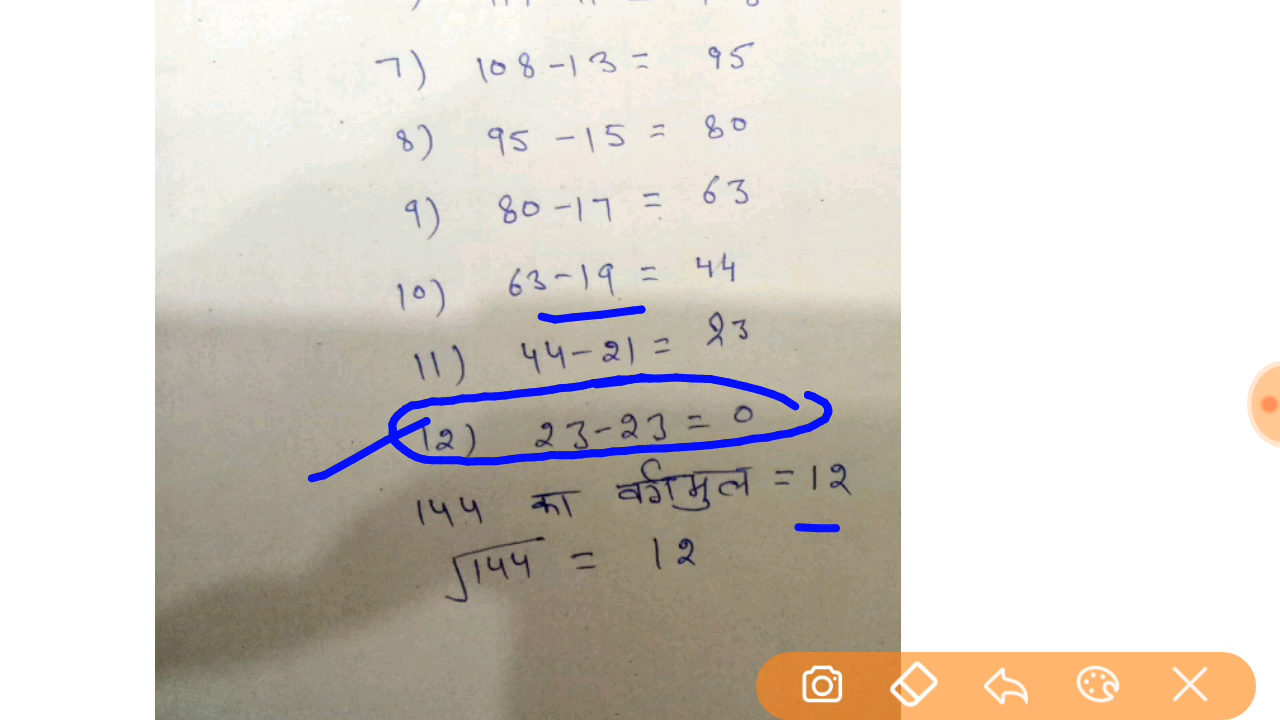 7) 108-13= 95
8) 95 -15 = 80
9) 80-17 = 63
10) 63-19 = 44
11) 44-21 = 23
12) 23-23 = 0
144 का वर्गमुल = 12
√144 = 12